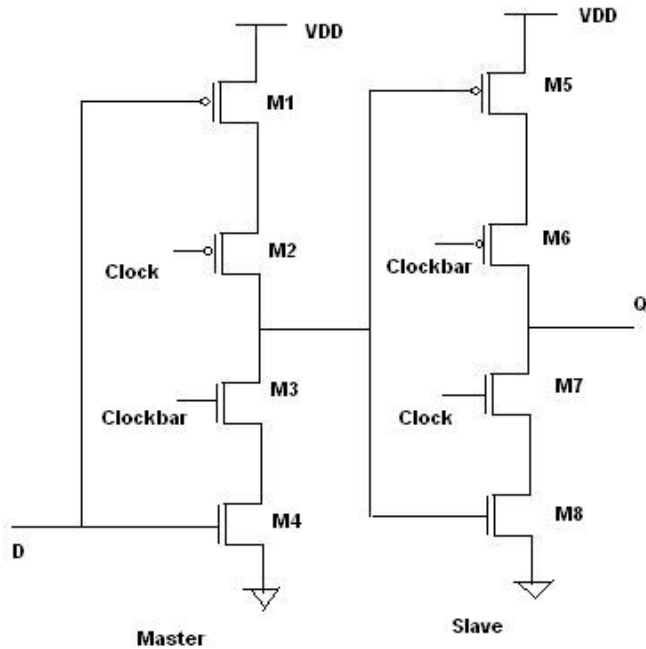 VDD
M1
M2
Clock
M3
Clockbar
M4
D
Master
VDD
M5
M6
Clockbar
Q
M7
Clock
M8
Slave